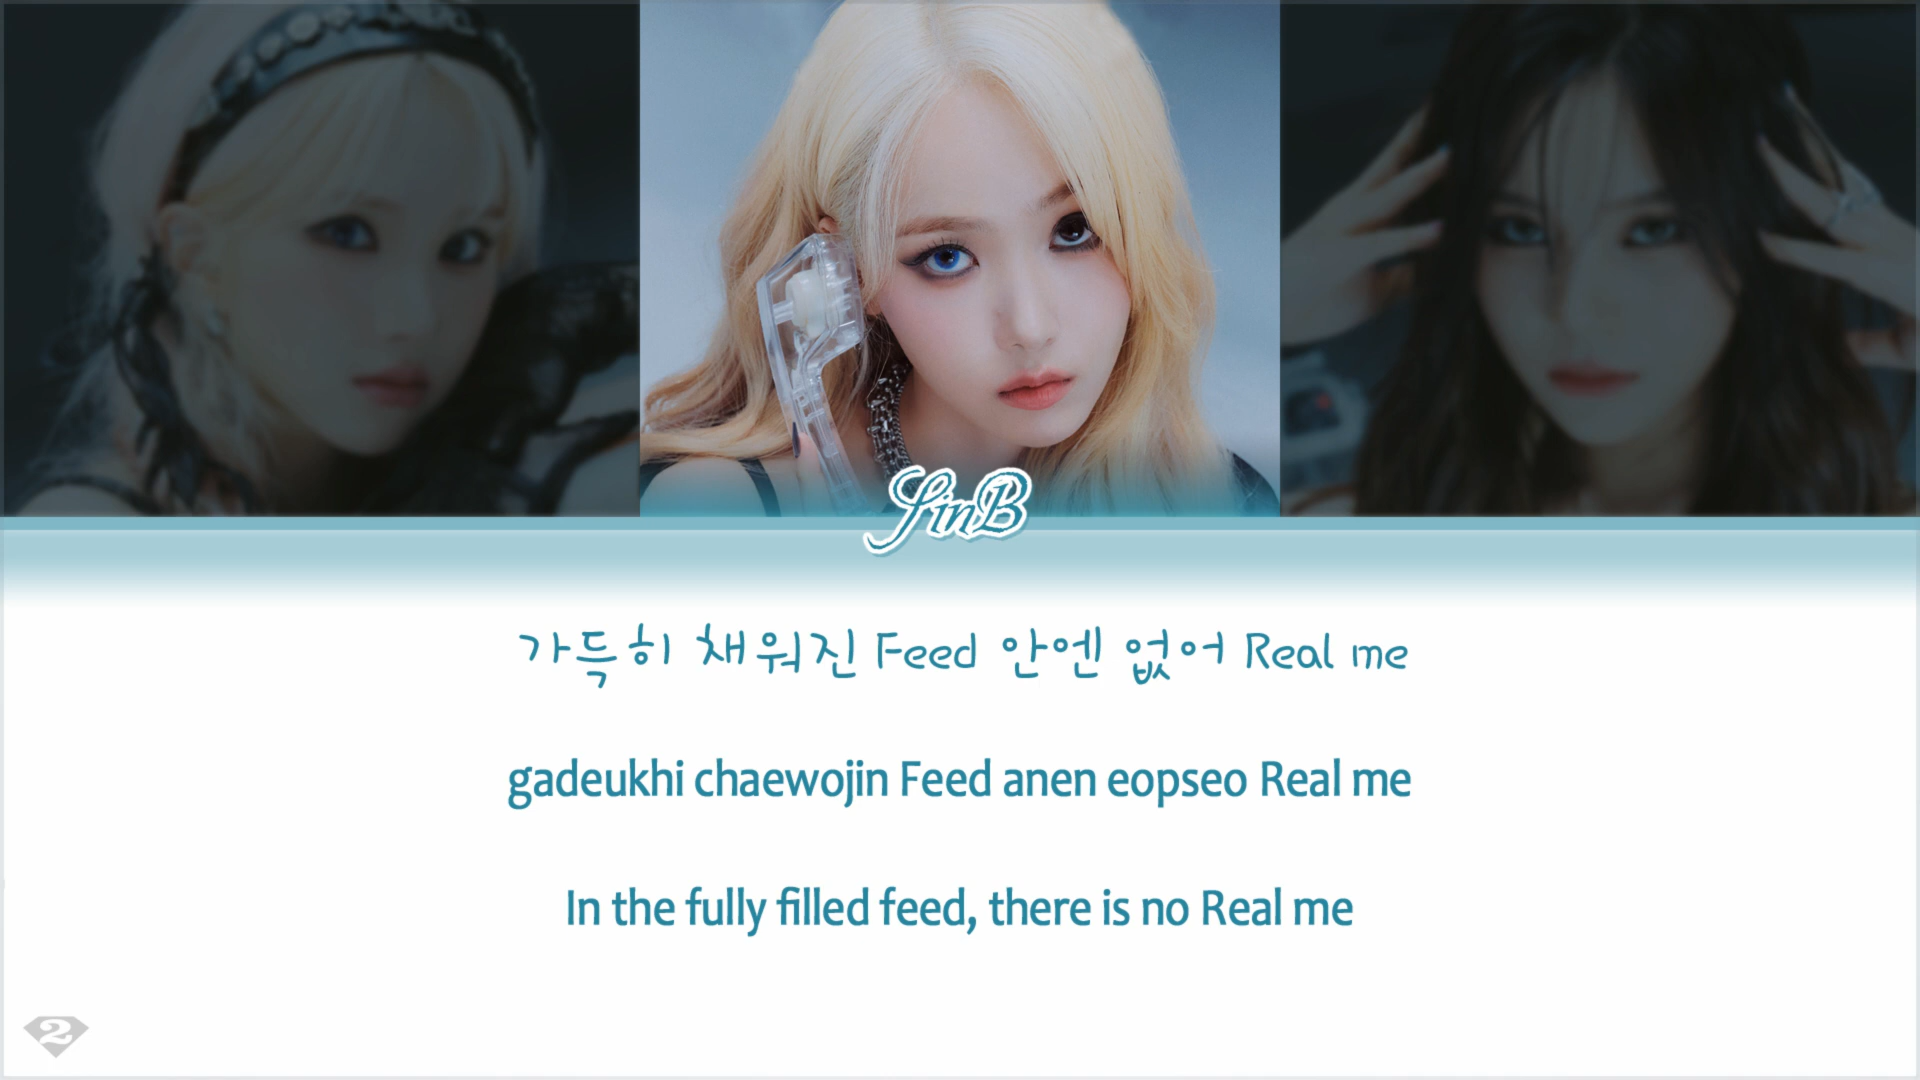 SinB
가득히 채워진 Feed 안엔 없어 Real me
gadeukhi chaewojin Feed anen eopseo Real me
In the fully filled feed, there is no Real me
2